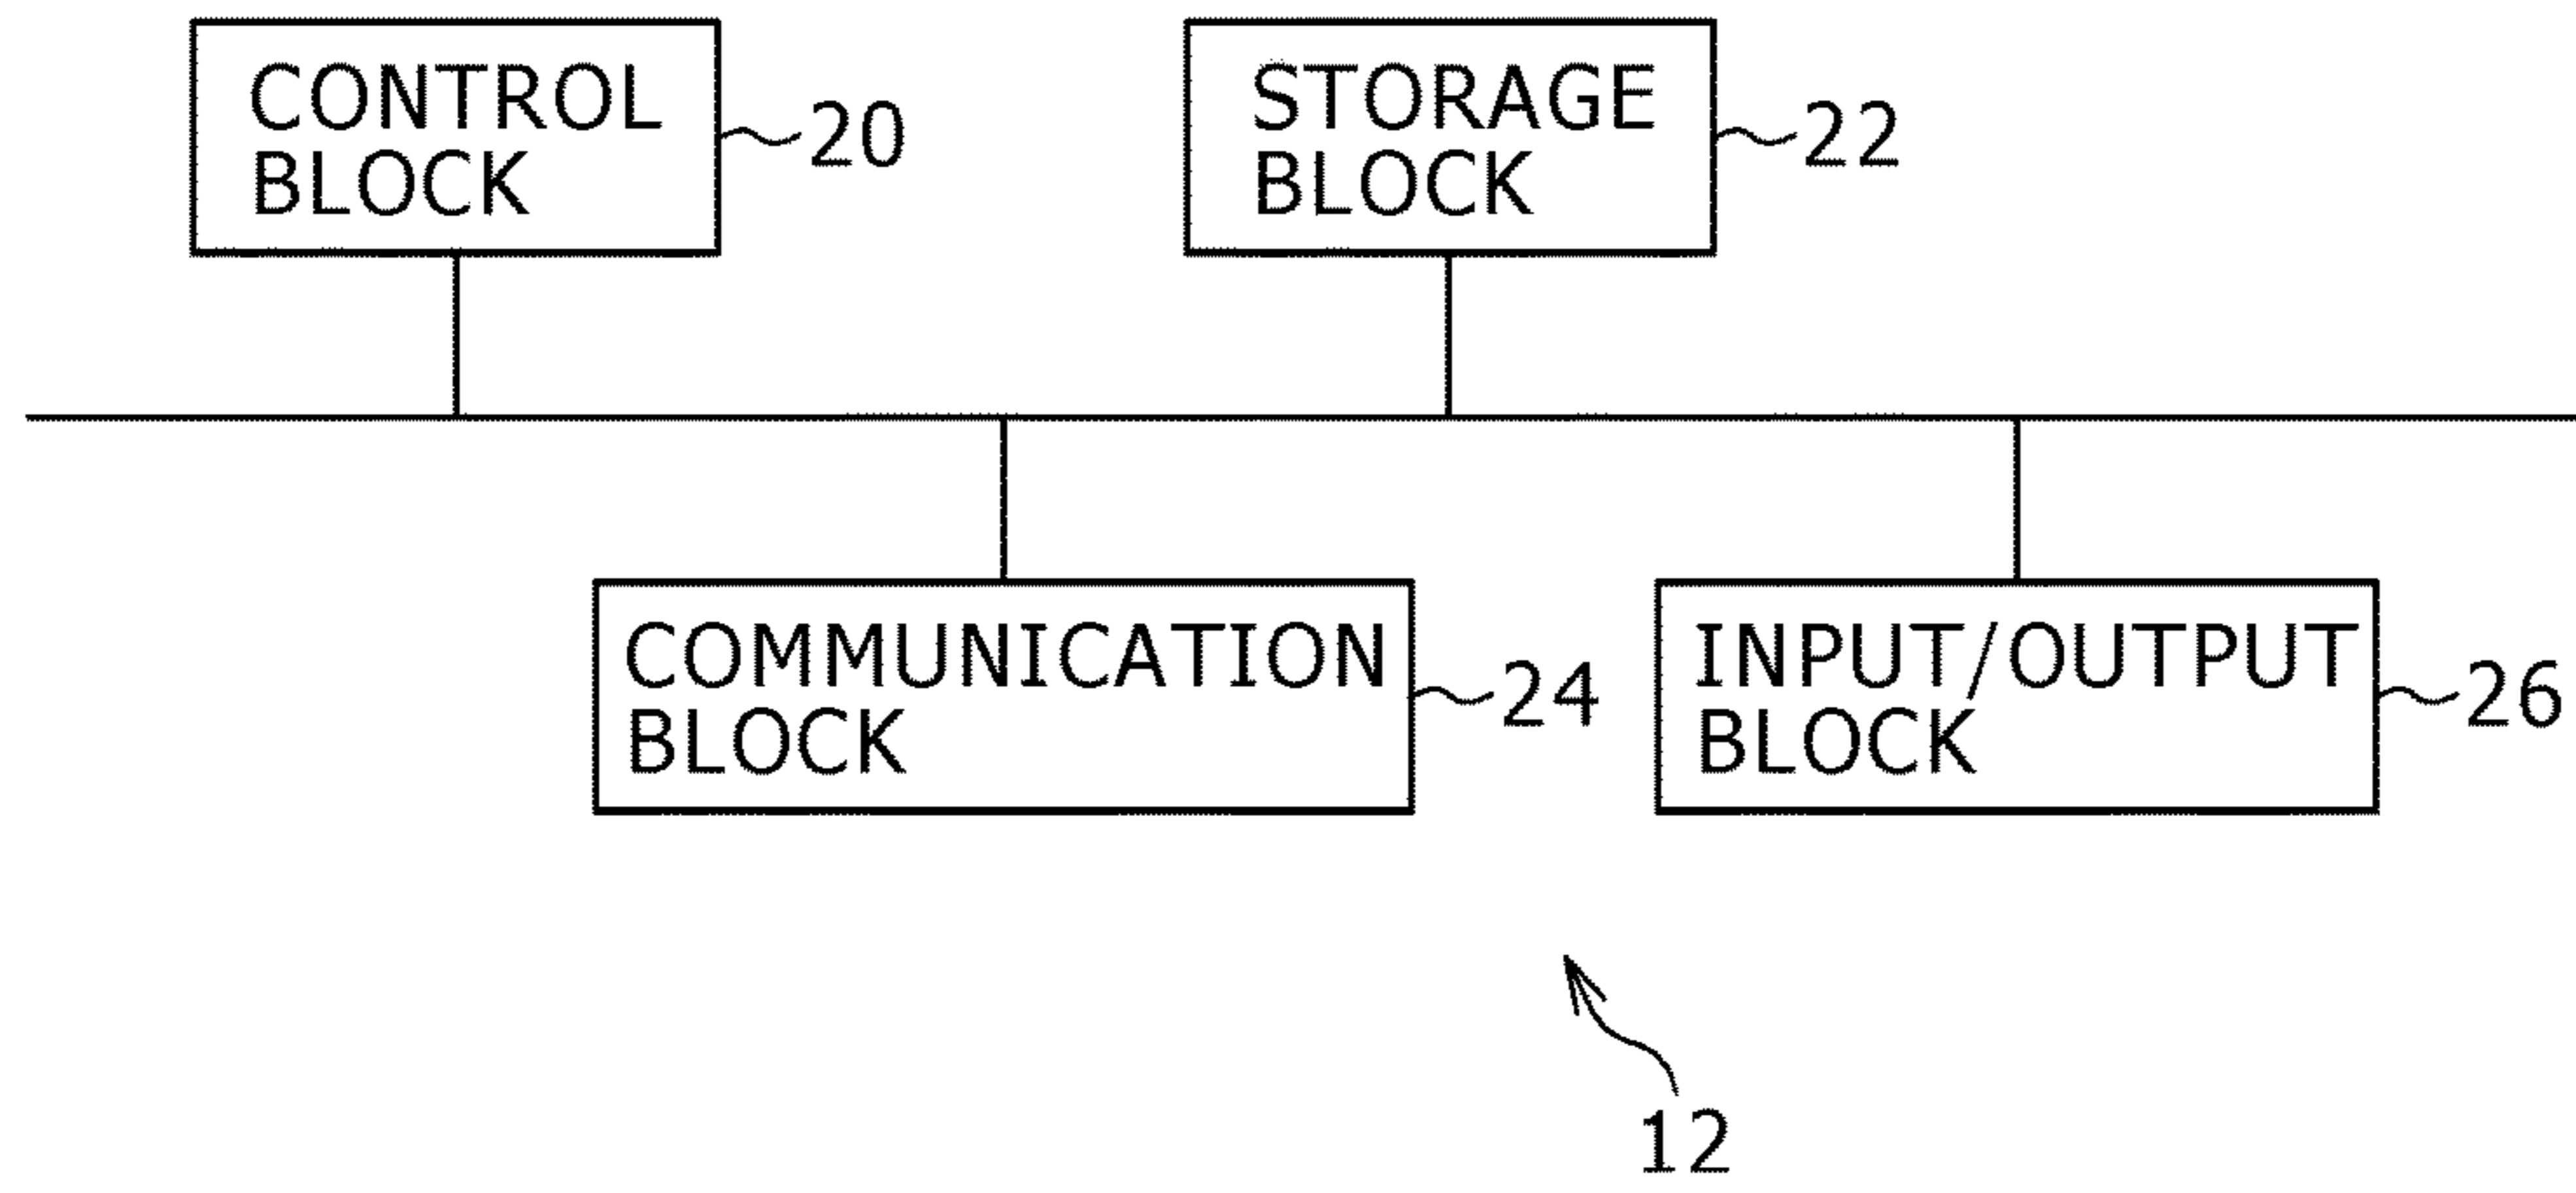 CONTROL
BLOCK
20
STORAGE
BLOCK
22
COMMUNICATION
BLOCK
24
INPUT/OUTPUT
BLOCK
26
12